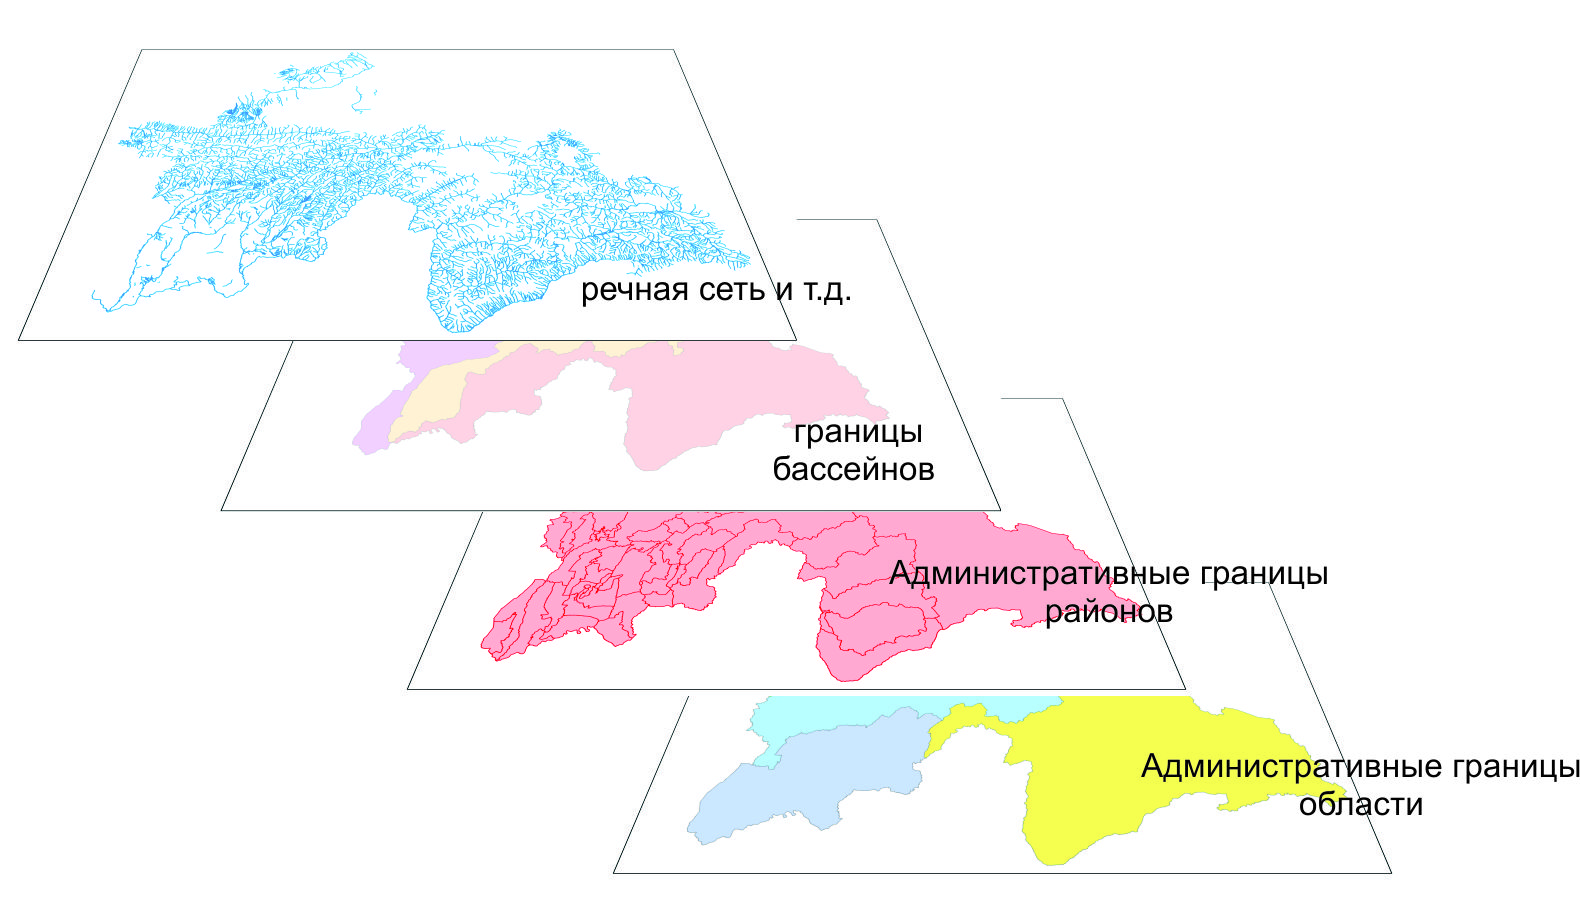 речная сеть и т.д.
границы
бассейнов
Административные границы
районов
Административные границы
области